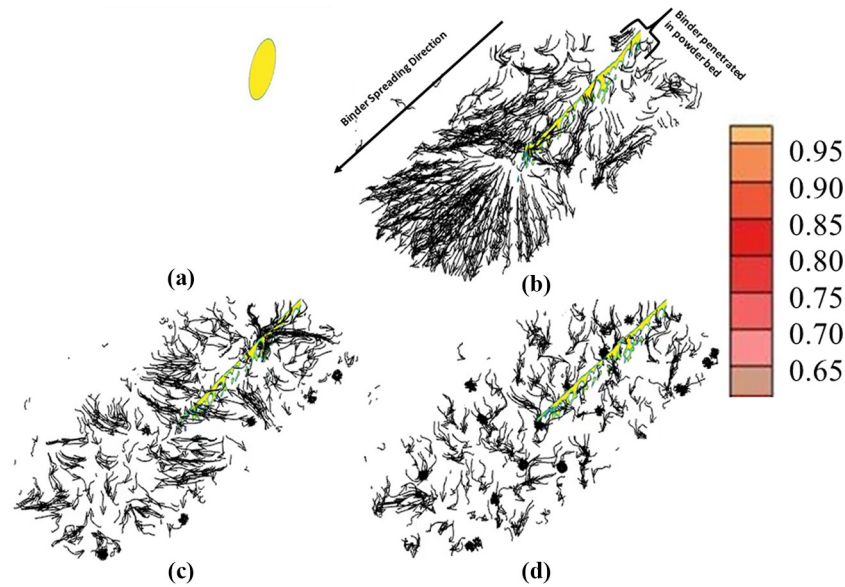 Binder Spreading Direction
Binder penetrated
in powder bed
(a)
(b)
0.95
0.90
0.85
0.80
0.75
0.70
0.65
(c)
(d)